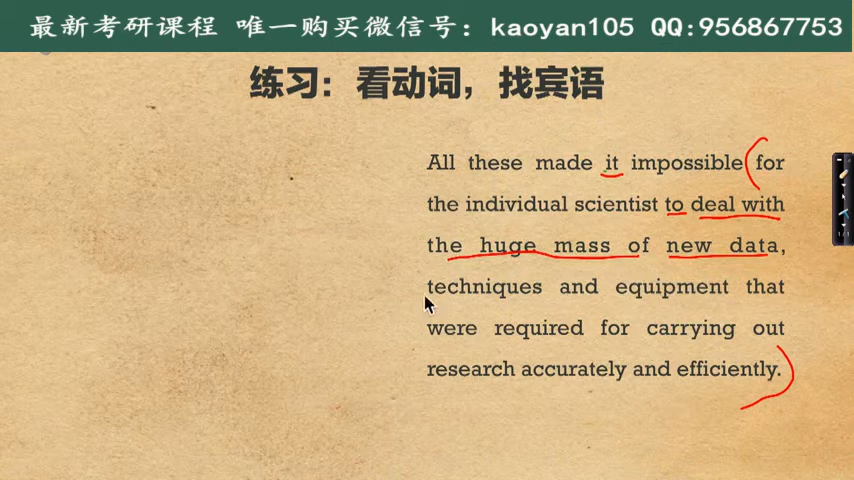 最新考研课程 唯一购买微信号：kaoyan105 QQ:956867753
练习：看动词，找宾语
All these made it impossible for
the individual scientist to deal with
the huge mass of new data,
techniques and equipment that
were required for carrying out
research accurately and efficiently.